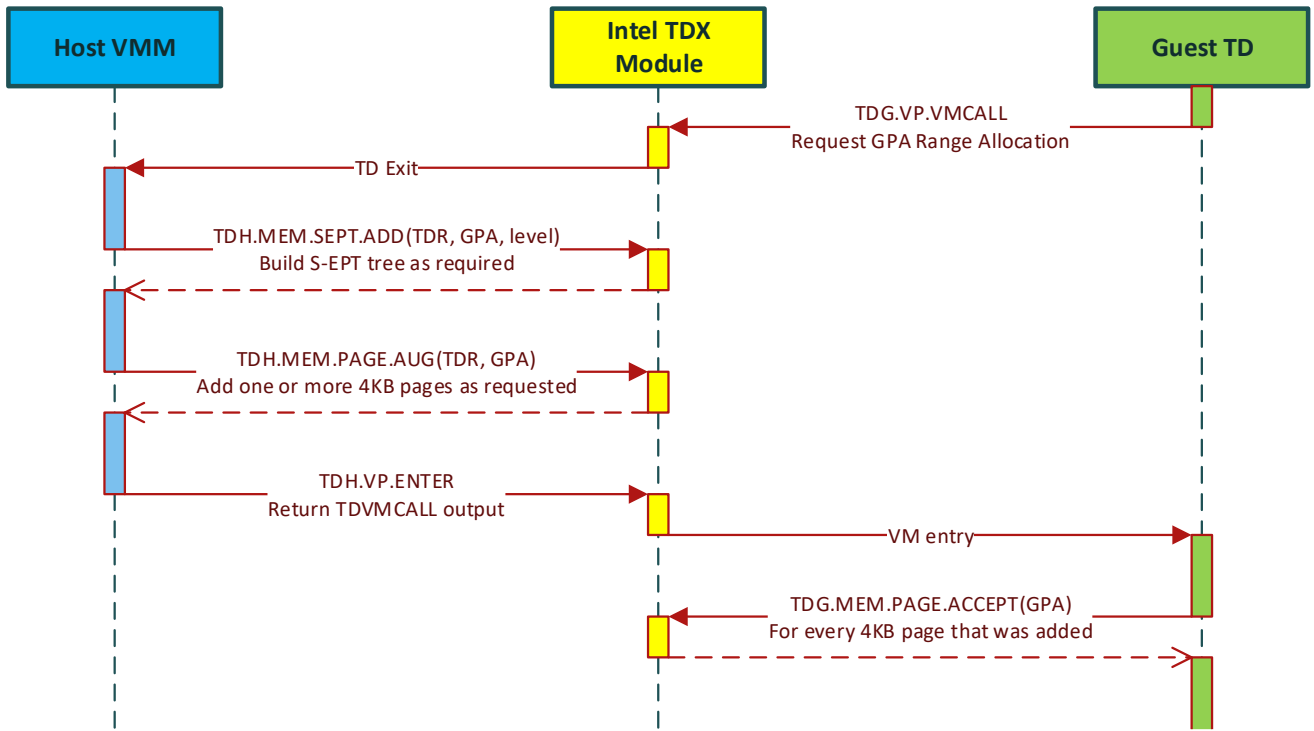 Host VMM
Intel TDX
Module
Guest TD
TDG.VP.VMCALL
Request GPA Range Allocation
TD Exit
TDH.MEM.SEPT.ADD(TDR, GPA, level)
Build S-EPT tree as required
TDH.MEM.PAGE.AUG(TDR, GPA)
Add one or more 4KB pages as requested
TDH.VP.ENTER
Return TDVMCALL output
VM entry
TDG.MEM.PAGE.ACCEPT(GPA)
For every 4KB page that was added